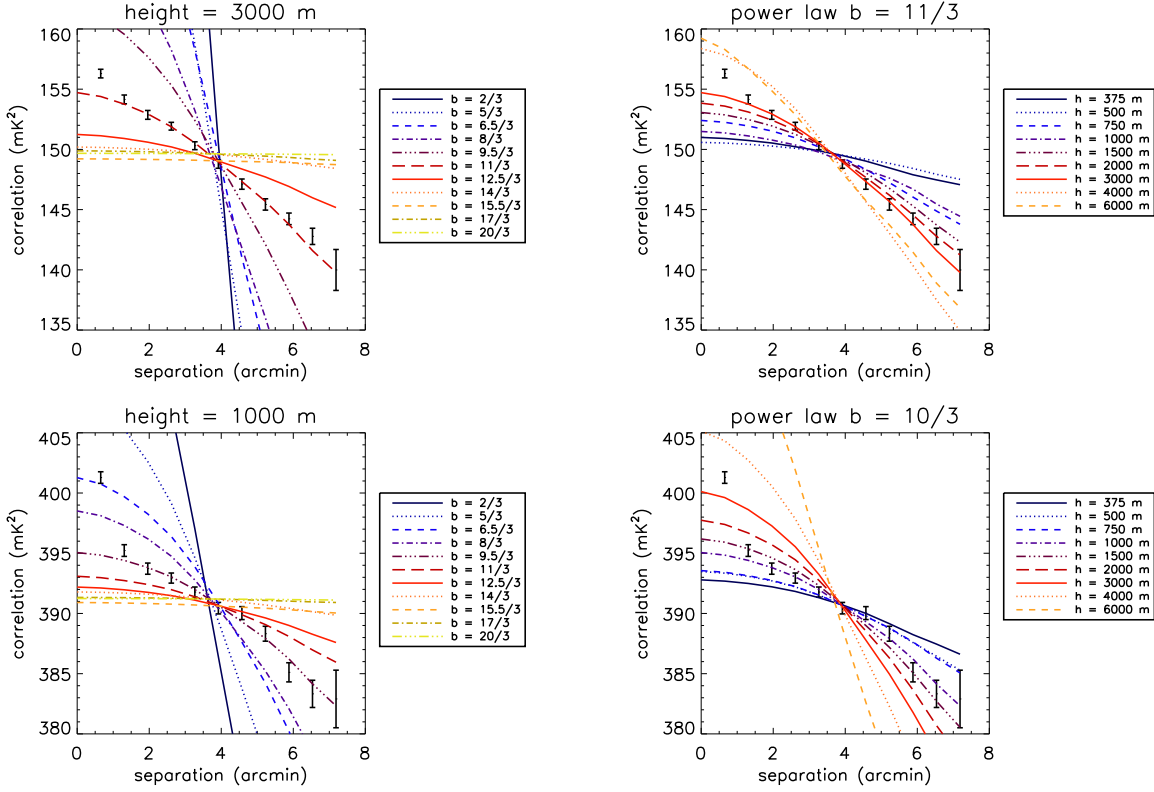 height = 3000 m
160
155
150
145
140
135
correlation (mK²)
0 2 4 6 8
separation (arcmin)
b = 2/3
b = 5/3
b = 6.5/3
b = 8/3
b = 9.5/3
b = 11/3
b = 12.5/3
b = 14/3
b = 15.5/3
b = 17/3
b = 20/3
power law b = 11/3
160
155
150
145
140
135
correlation (mK²)
0 2 4 6 8
separation (arcmin)
h = 375 m
h = 500 m
h = 750 m
h = 1000 m
h = 1500 m
h = 2000 m
h = 3000 m
h = 4000 m
h = 6000 m
height = 1000 m
405
400
395
390
385
380
correlation (mK²)
0 2 4 6 8
separation (arcmin)
b = 2/3
b = 5/3
b = 6.5/3
b = 8/3
b = 9.5/3
b = 11/3
b = 12.5/3
b = 14/3
b = 15.5/3
b = 17/3
b = 20/3
power law b = 10/3
405
400
395
390
385
380
correlation (mK²)
0 2 4 6 8
separation (arcmin)
h = 375 m
h = 500 m
h = 750 m
h = 1000 m
h = 1500 m
h = 2000 m
h = 3000 m
h = 4000 m
h = 6000 m